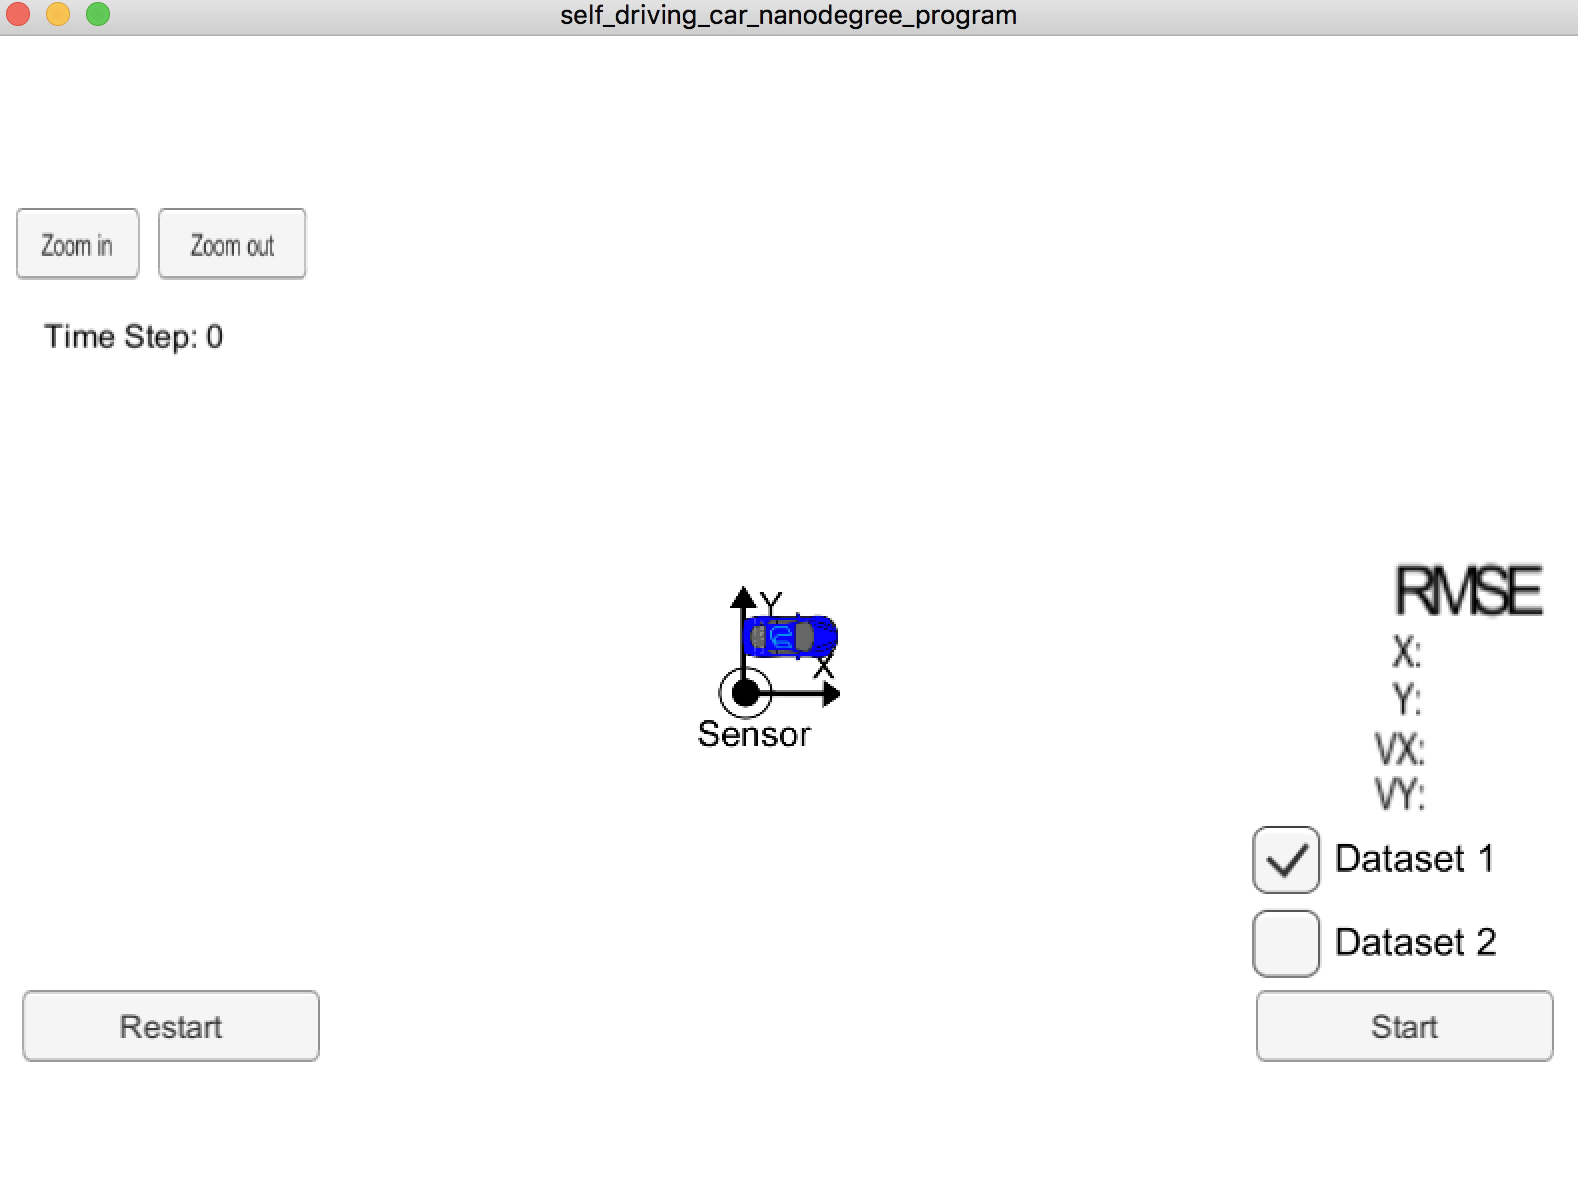 self_driving_car_nanodegree_program
Zoom in
Zoom out
Time Step: 0
Y
X
Sensor
RMSE
X:
Y:
VX:
VY:
Dataset 1
Dataset 2
Restart
Start